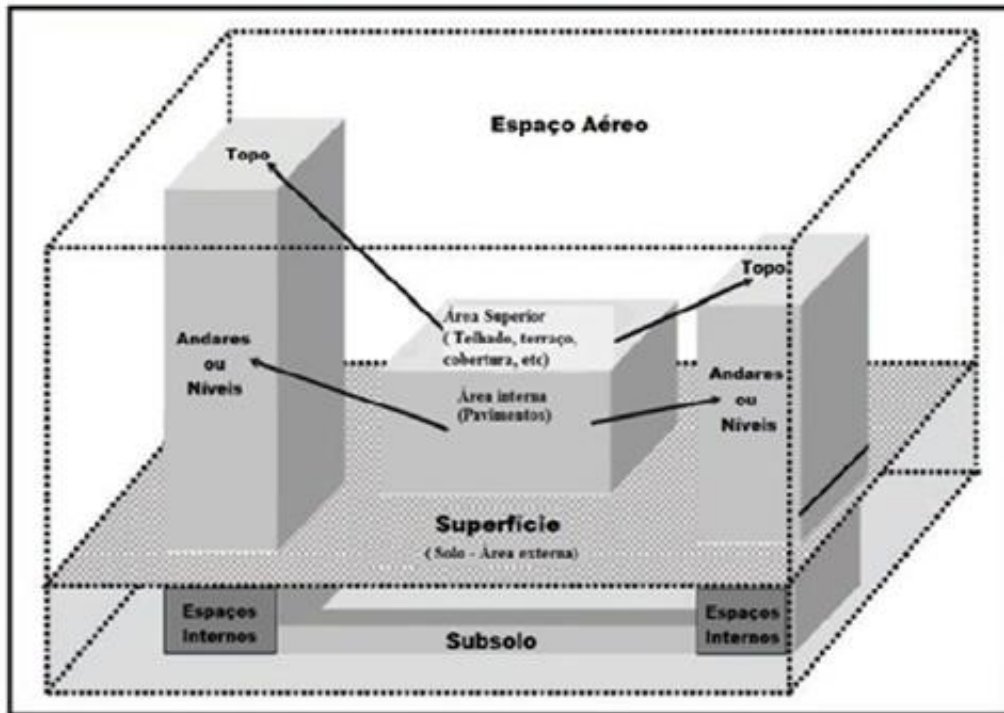 Espaço Aéreo
Topo
Topo
Área Superior
( Telhado, terraço,
cobertura, etc)
Andares
ou
Níveis
Área interna
(Pavimentos)
Andares
ou
Níveis
Superfície
( Solo - Área externa)
Espaços
Internos
Subsolo
Espaços
Internos